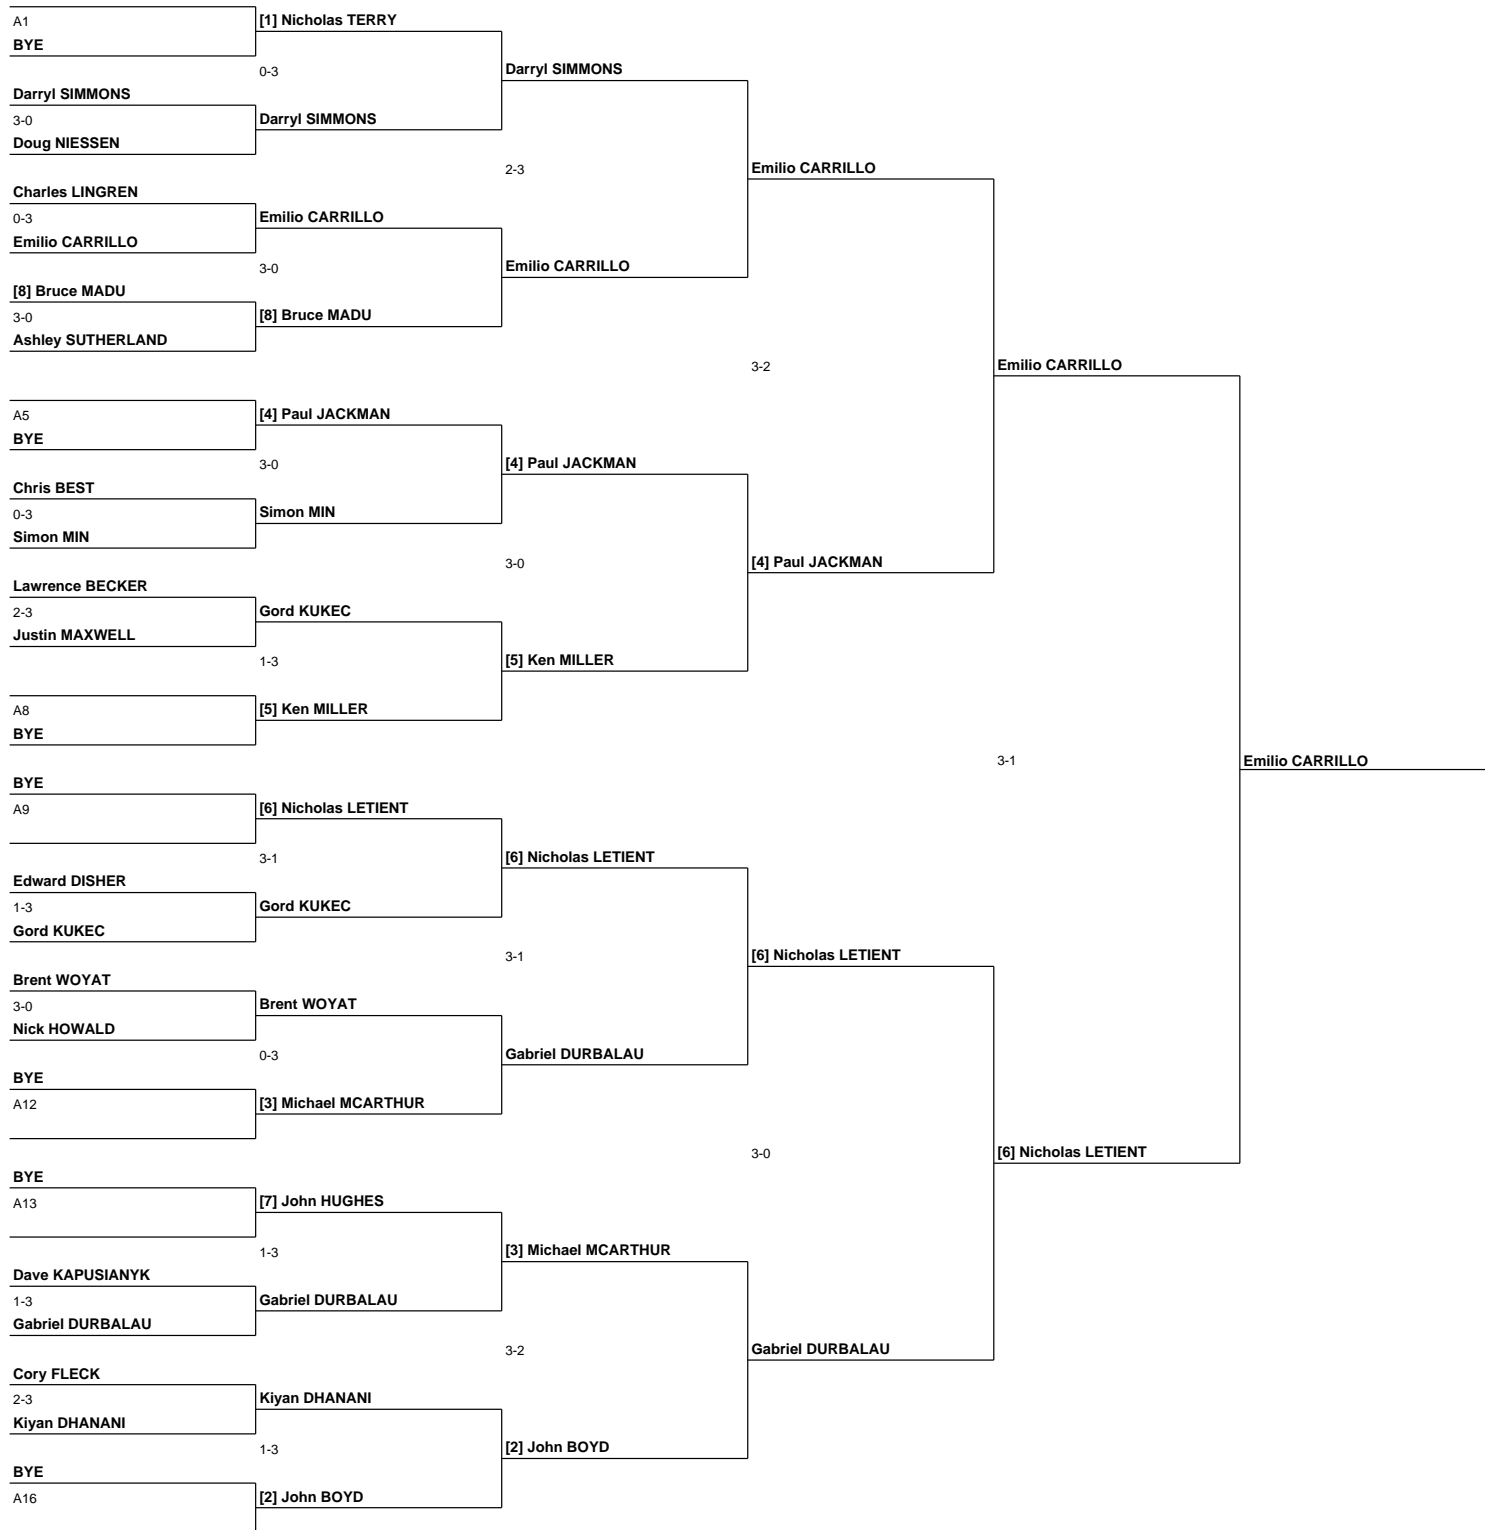 A1
BYE
Darryl SIMMONS
3-0
Doug NIESSEN
Charles LINGREN
0-3
Emilio CARRILLO
[8] Bruce MADU
3-0
Ashley SUTHERLAND
A5
BYE
Chris BEST
0-3
Simon MIN
Lawrence BECKER
2-3
Justin MAXWELL
A8
BYE
BYE
A9
Edward DISHER
1-3
Gord KUKEC
Brent WOYAT
3-0
Nick HOWALD
BYE
A12
BYE
A13
Dave KAPUSIANYK
1-3
Gabriel DURBALAU
Cory FLECK
2-3
Kiyan DHANANI
BYE
A16
[1] Nicholas TERRY
0-3
Darryl SIMMONS
Emilio CARRILLO
3-0
[8] Bruce MADU
[4] Paul JACKMAN
3-0
Simon MIN
Gord KUKEC
1-3
[5] Ken MILLER
[6] Nicholas LETIENT
3-1
Gord KUKEC
Brent WOYAT
0-3
[3] Michael MCARTHUR
[7] John HUGHES
1-3
Gabriel DURBALAU
Kiyan DHANANI
1-3
[2] John BOYD
Darryl SIMMONS
2-3
Emilio CARRILLO
[4] Paul JACKMAN
3-0
[5] Ken MILLER
[6] Nicholas LETIENT
3-1
Gabriel DURBALAU
[3] Michael MCARTHUR
3-2
[2] John BOYD
Emilio CARRILLO
3-2
[4] Paul JACKMAN
[6] Nicholas LETIENT
3-0
Gabriel DURBALAU
Emilio CARRILLO
3-1
[6] Nicholas LETIENT
Emilio CARRILLO